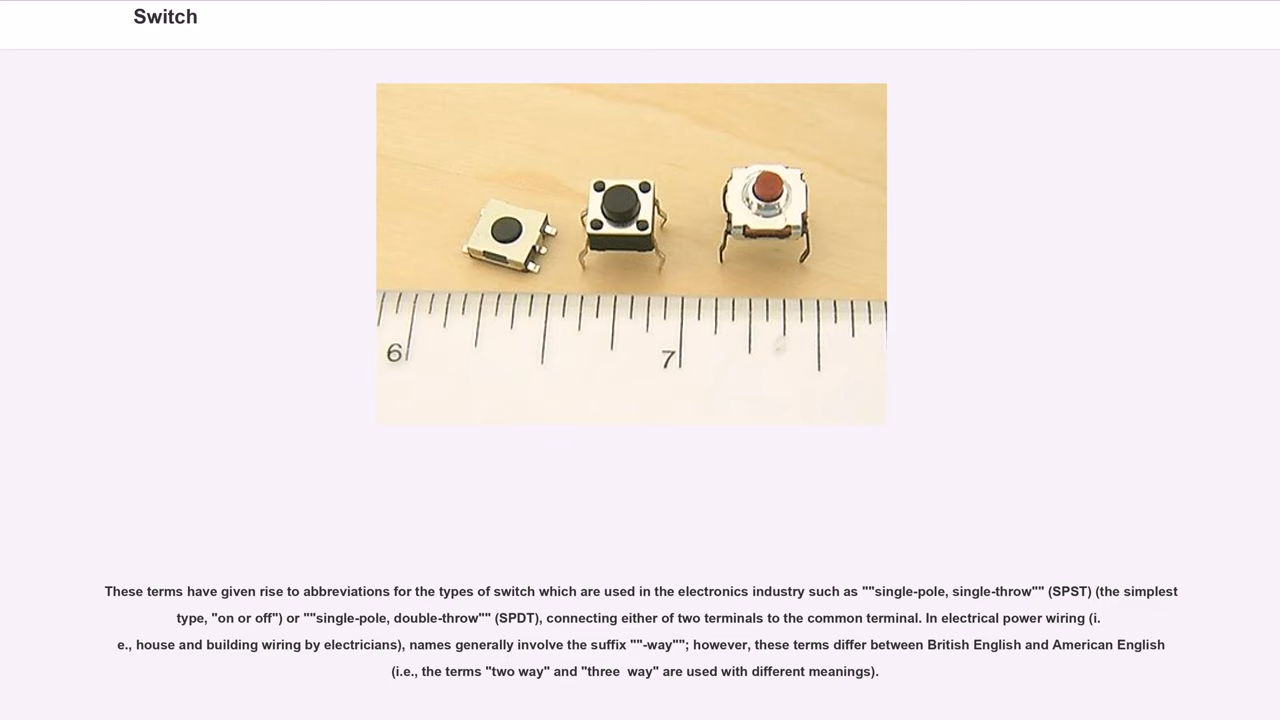 Switch
6 7
These terms have given rise to abbreviations for the types of switch which are used in the electronics industry such as ""single-pole, single-throw"" (SPST) (the simplest
type, "on or off") or ""single-pole, double-throw"" (SPDT), connecting either of two terminals to the common terminal. In electrical power wiring (i.
e., house and building wiring by electricians), names generally involve the suffix ""-way""; however, these terms differ between British English and American English
(i.e., the terms "two way" and "three  way" are used with different meanings).